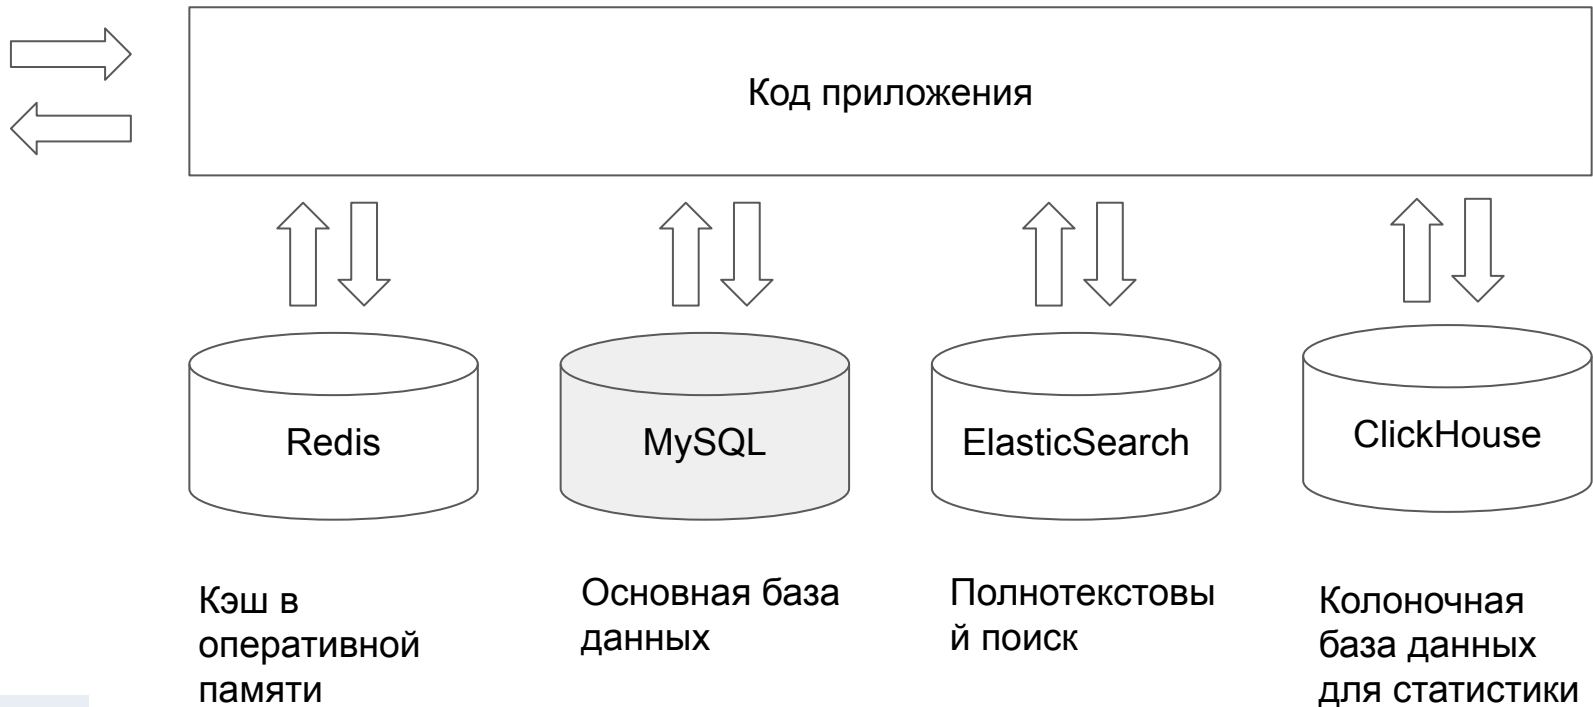 Код приложения
Redis
MySQL
ElasticSearch
ClickHouse
Кэш в
оперативной
памяти
Основная база
данных
Полнотекстовы
й поиск
Колоночная
база данных
для статистики